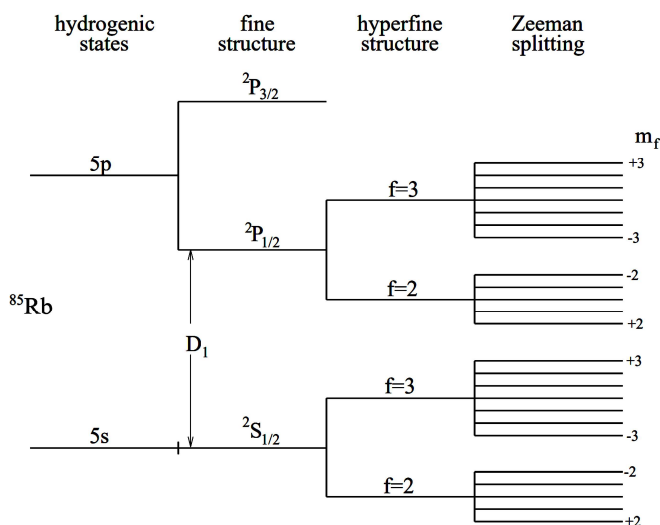 hydrogenic states
fine structure
hyperfine structure
Zeeman splitting
²P₃/₂
m_f
+3
5p
f=3
²P₁/₂
-3
-2
f=2
⁸⁵Rb
+2
D₁
+3
f=3
5s
²S₁/₂
-3
-2
f=2
+2